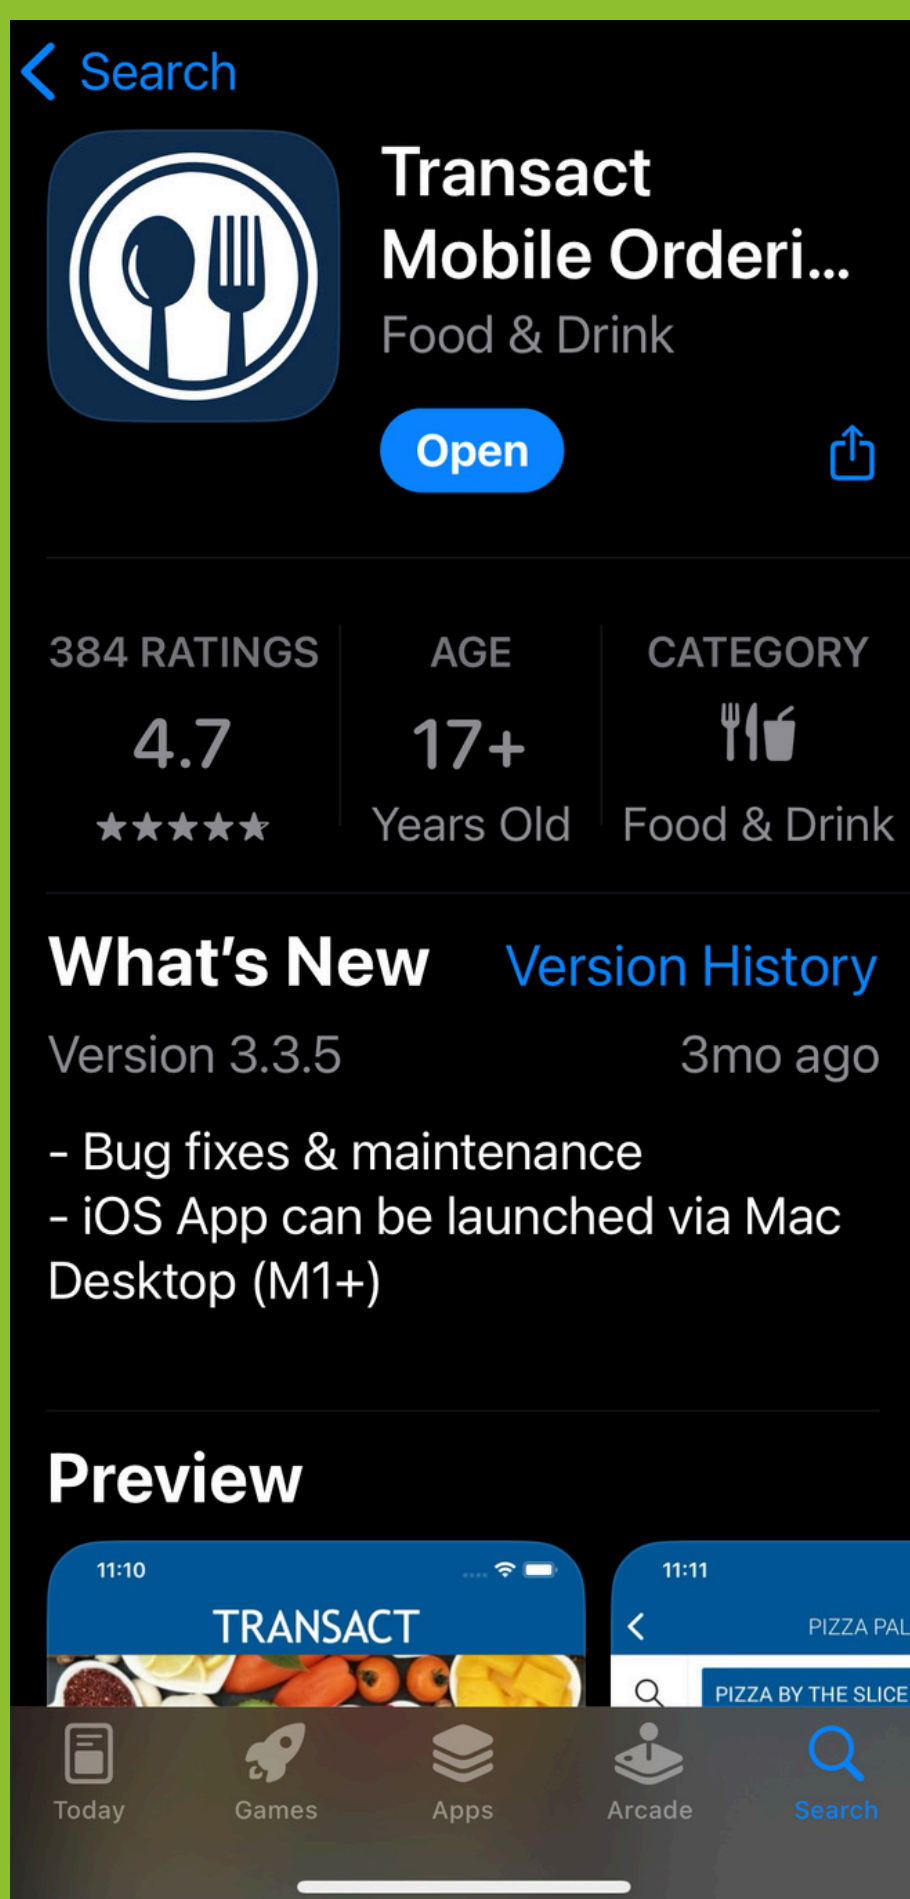 Search
Transact
Mobile Orderi...
Food & Drink
Open
384 RATINGS
AGE
CATEGORY
4.7
17+
Years Old
Food & Drink
What's New
Version History
Version 3.3.5
3mo ago
- Bug fixes & maintenance
- iOS App can be launched via Mac
Desktop (M1+)
Preview
11:10
TRANSACT
11:11
PIZZA PAL
PIZZA BY THE SLICE
Today
Games
Apps
Arcade
Search